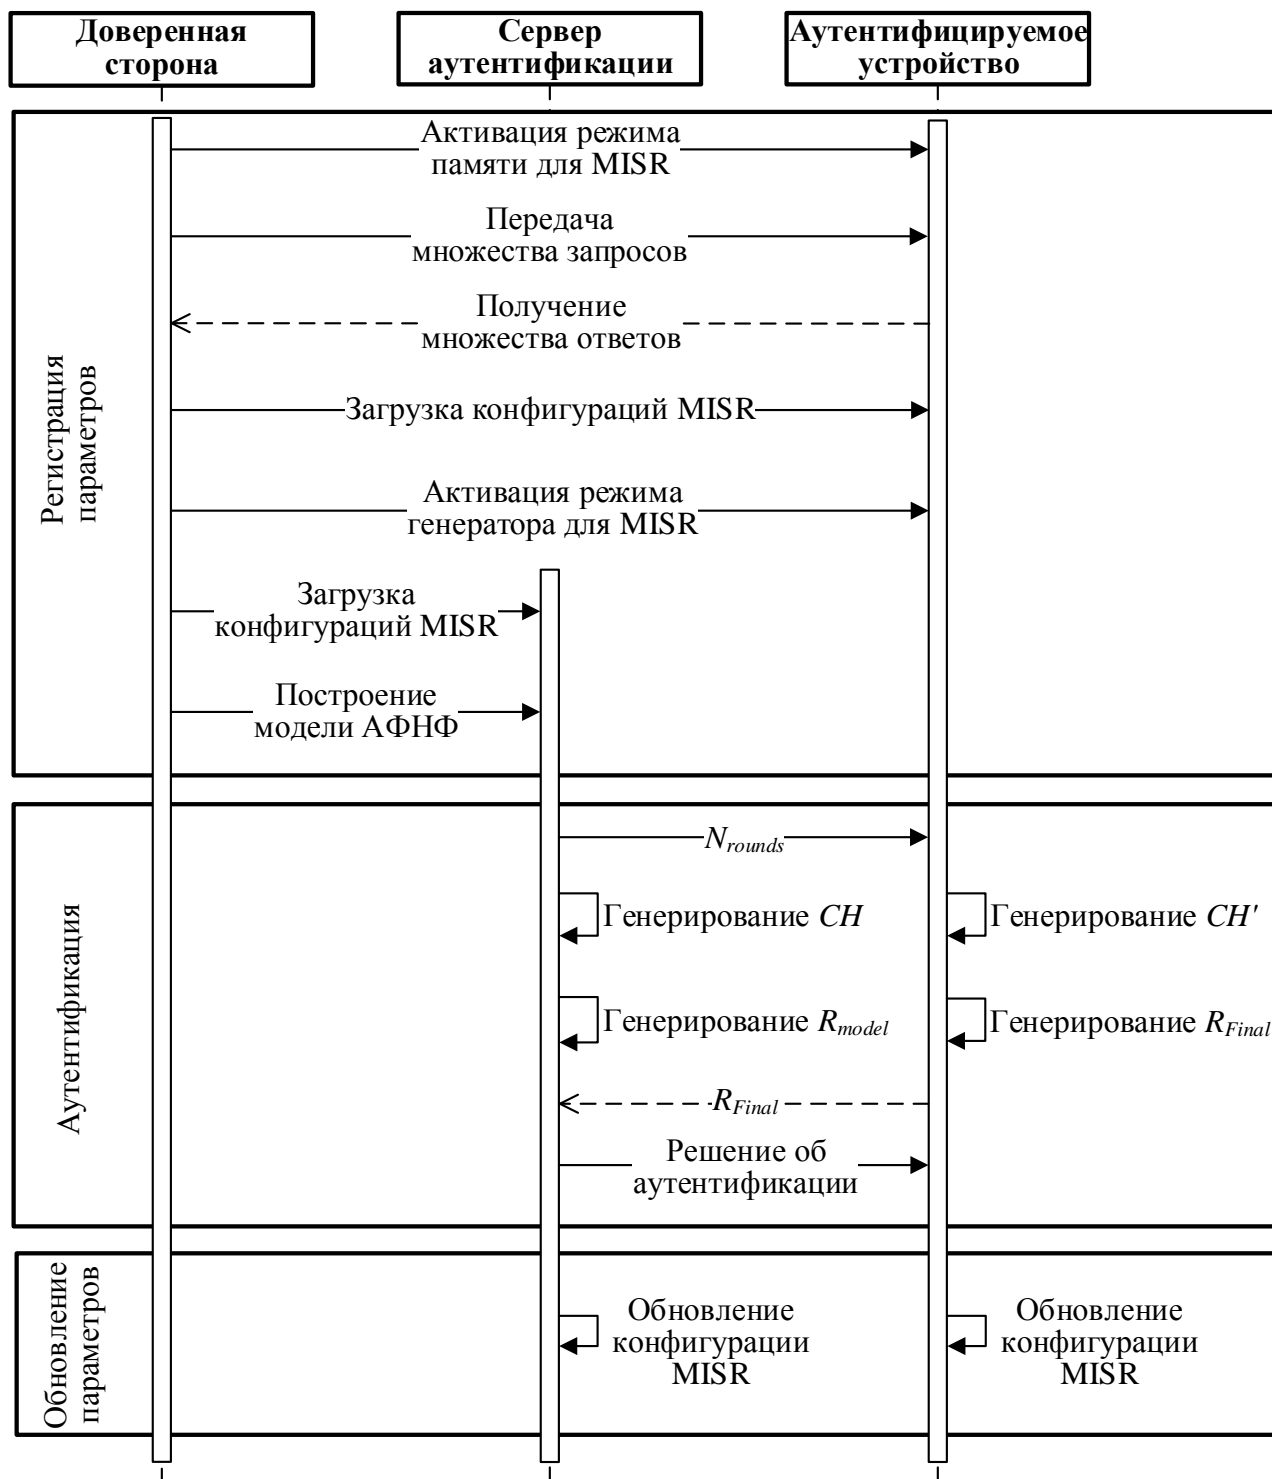 Доверенная
сторона
Сервер
аутентификации
Аутентифицируемое
устройство
Регистрация
параметров
Активация режима
памяти для MISR
Передача
множества запросов
Получение
множества ответов
Загрузка конфигураций MISR
Активация режима
генератора для MISR
Загрузка
конфигураций MISR
Построение
модели АФНФ
Аутентификация
N_rounds
Генерирование CH
Генерирование CH'
Генерирование R_model
Генерирование R_Final
R_Final
Решение об
аутентификации
Обновление
параметров
Обновление
конфигурации
MISR
Обновление
конфигурации
MISR